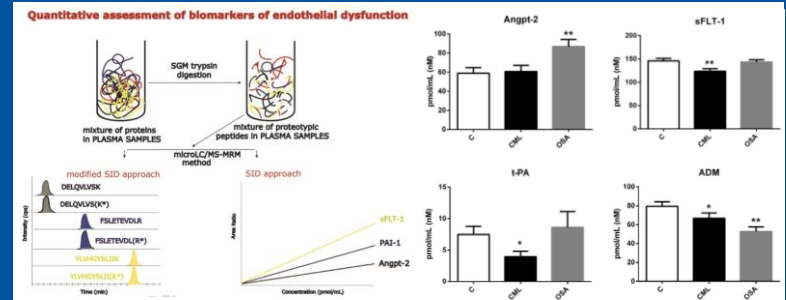 Quantitative assessment of biomarkers of endothelial dysfunction
SGM trypsin
digestion
mixture of proteins
in PLASMA SAMPLES
mixture of proteotypic
peptides in PLASMA SAMPLES
microLC/MS-MRM
method
modified SID approach
Intensity (cps)
DELQVLVSK
DELQVLVS(K*)
FSLETEVDLR
FSLETEVDL(R*)
YLVHGYSLDK
YLVHGYSLD(K*)
Time (min)
SID approach
Area Ratio
sFLT-1
PAI-1
Angpt-2
Concentration (pmol/mL)
Angpt-2
pmol/mL (nM)
100
80
60
40
20
0
**
C
CML
OSA
sFLT-1
pmol/mL (nM)
200
150
100
50
0
**
C
CML
OSA
t-PA
pmol/mL (nM)
15
10
5
0
*
C
CML
OSA
ADM
pmol/mL (nM)
100
80
60
40
20
0
*
**
C
CML
OSA